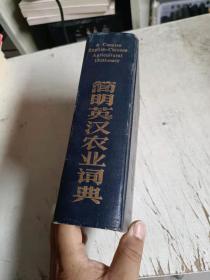 A Concise
English-Chinese
Agricultural
Dictionary
简明英汉农业词典